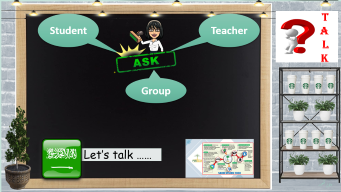 Student
Teacher
ASK
Group
Let's talk ......
TALK